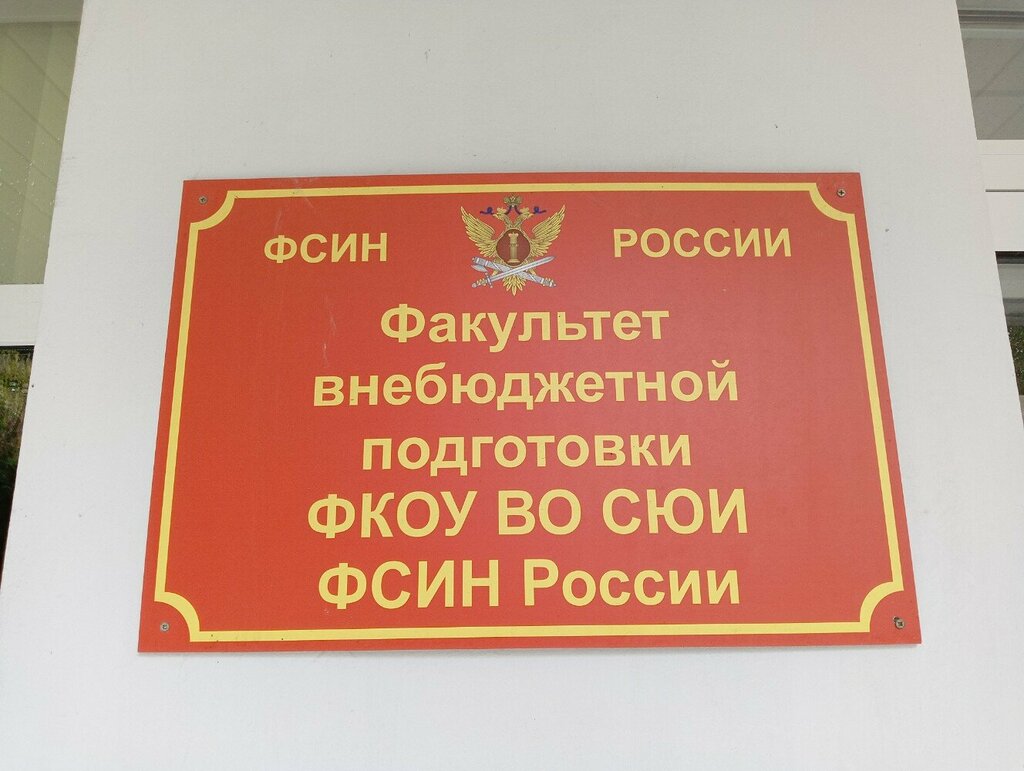 ФСИН РОССИИ
Факультет
внебюджетной
подготовки
ФКОУ ВО СЮИ
ФСИН России